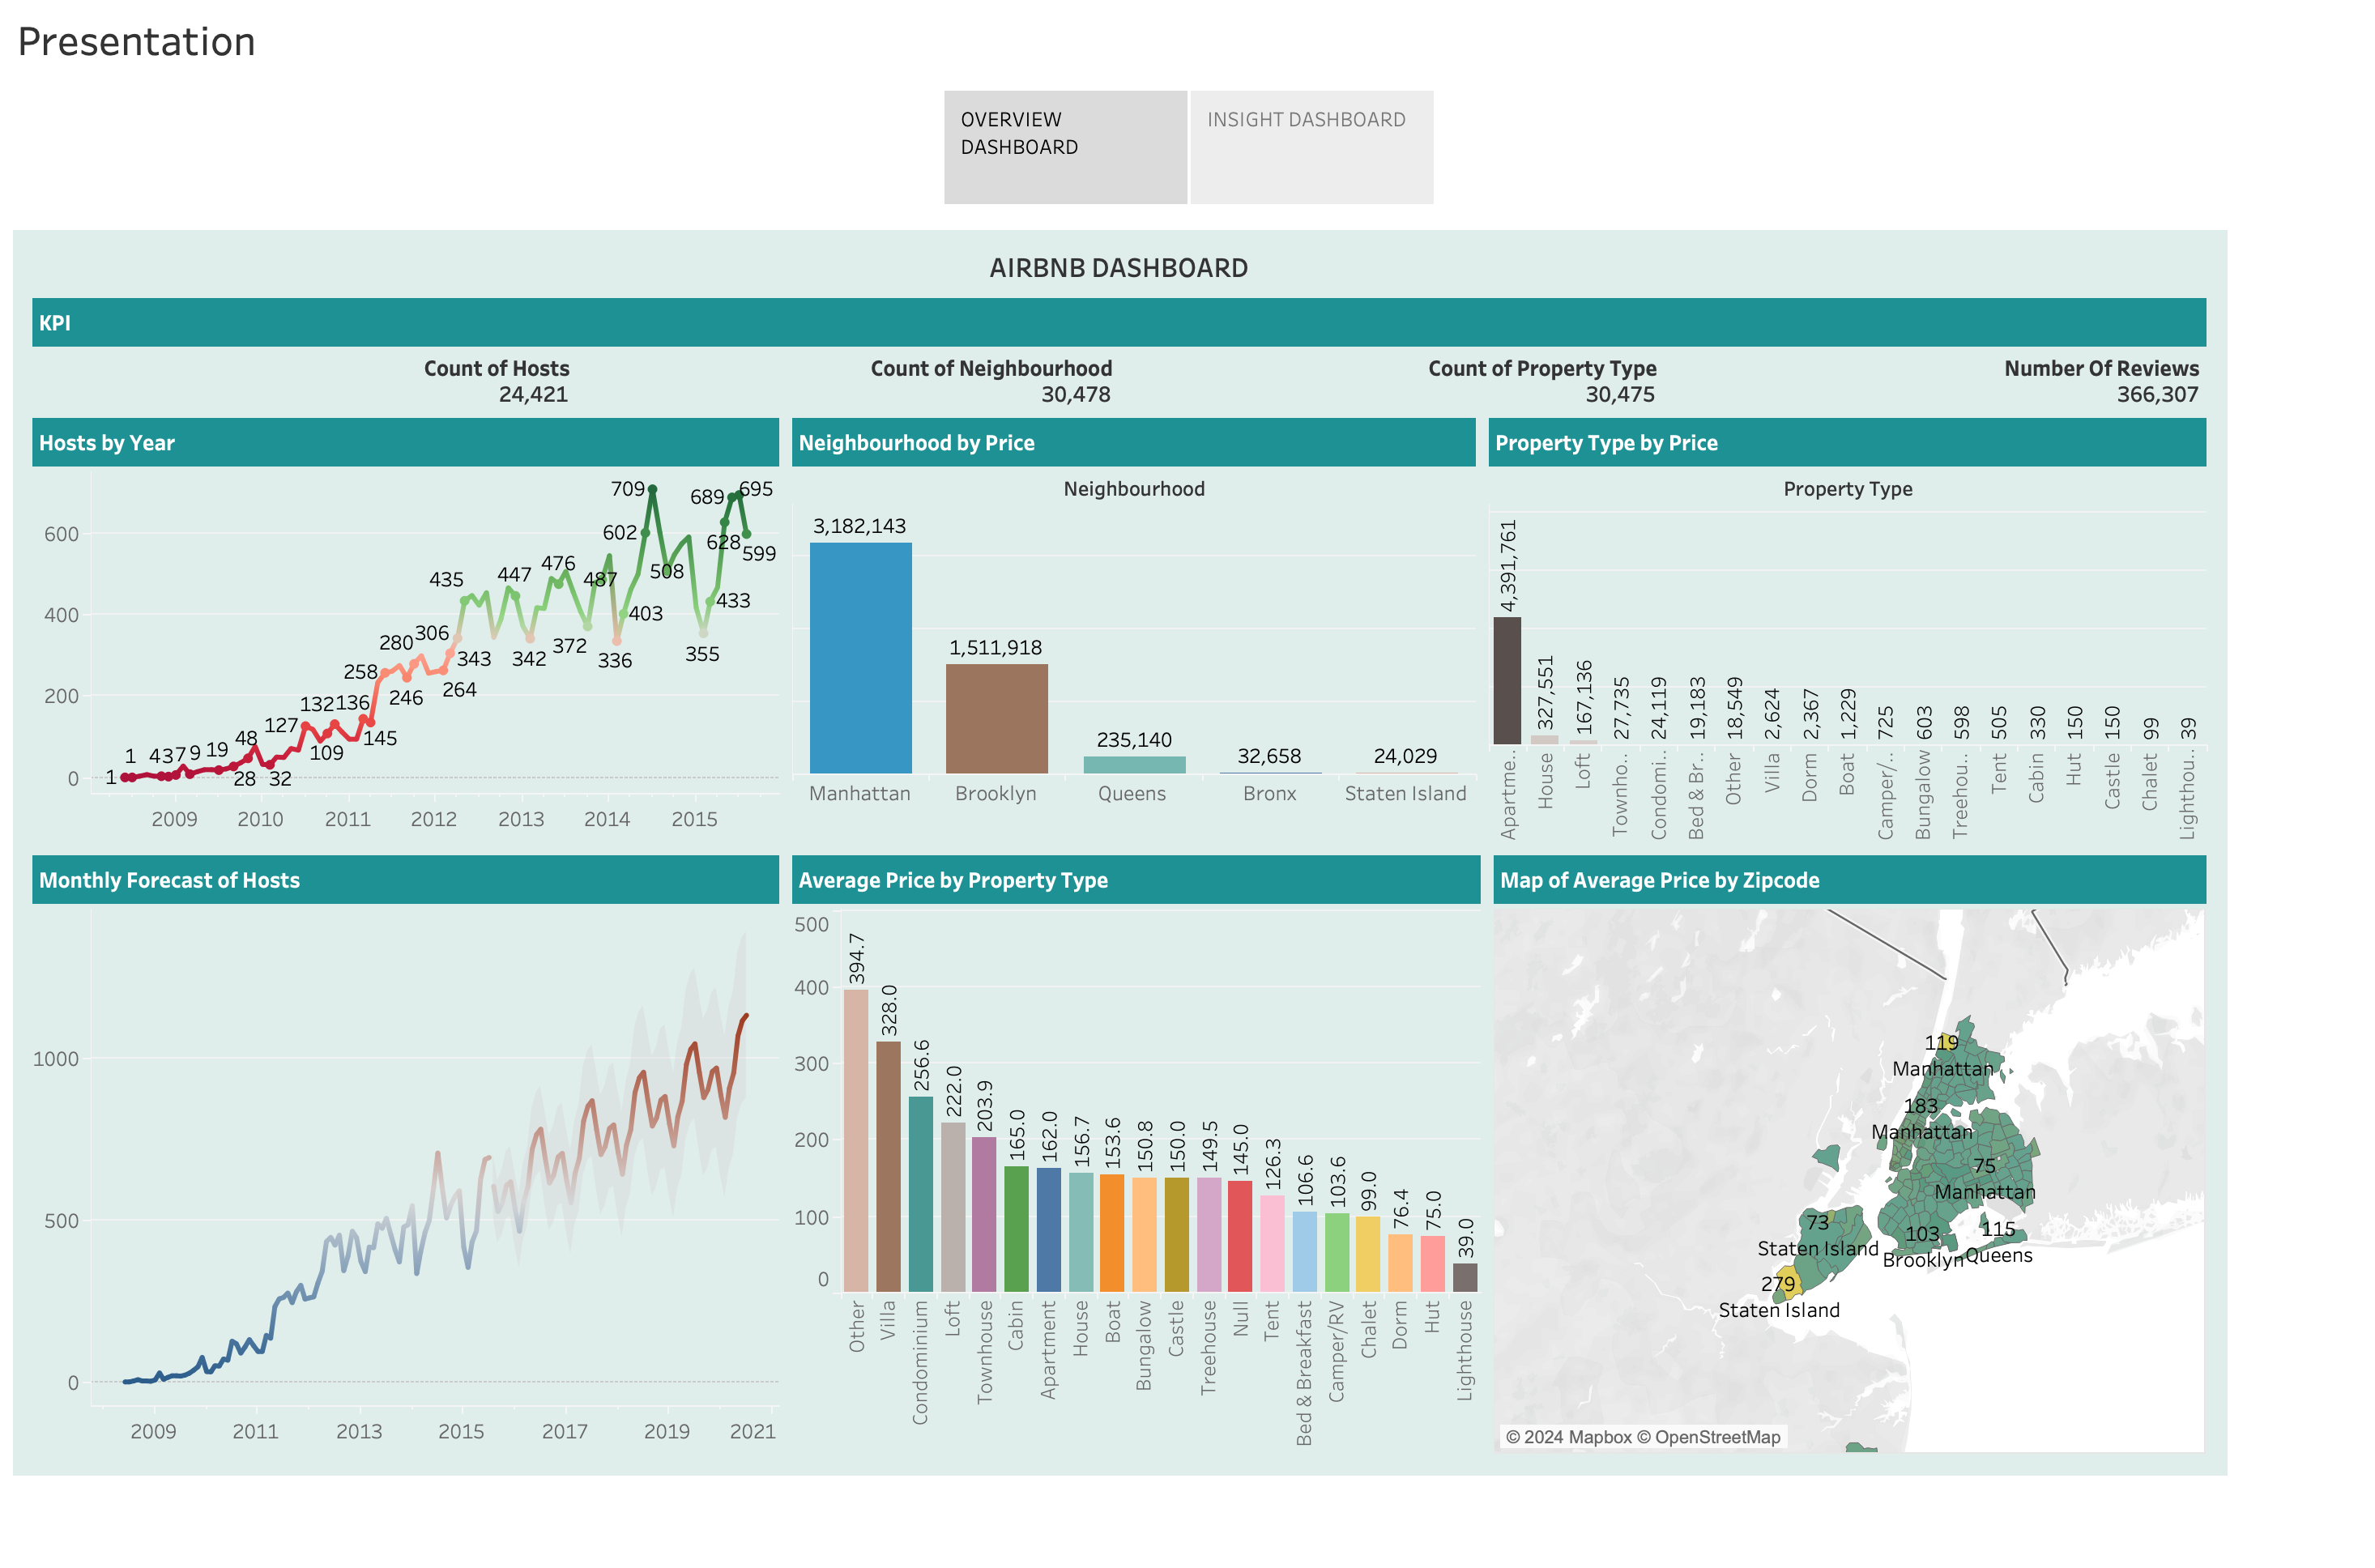 Presentation
OVERVIEW
DASHBOARD
INSIGHT DASHBOARD
AIRBNB DASHBOARD
KPI
Count of Hosts
24,421
Count of Neighbourhood
30,478
Count of Property Type
30,475
Number Of Reviews
366,307
Hosts by Year
600
400
200
0
1
1
4
3
7
9
19
28
48
32
127
109
132
136
145
258
246
280
264
306
343
435
447
342
476
372
487
336
403
602
709
508
355
433
628
689
695
599
2009
2010
2011
2012
2013
2014
2015
Neighbourhood by Price
Neighbourhood
3,182,143
1,511,918
235,140
32,658
24,029
Manhattan
Brooklyn
Queens
Bronx
Staten Island
Property Type by Price
Property Type
4,391,761
327,551
167,136
27,735
24,119
19,183
18,549
2,624
2,367
1,229
725
603
598
505
330
150
150
99
39
Apartme..
House
Loft
Townho..
Condomi..
Bed & Br..
Other
Villa
Dorm
Boat
Camper/..
Bungalow
Treehou..
Tent
Cabin
Hut
Castle
Chalet
Lighthou..
Monthly Forecast of Hosts
1000
500
0
2009
2011
2013
2015
2017
2019
2021
Average Price by Property Type
500
400
300
200
100
0
394.7
328.0
256.6
222.0
203.9
165.0
162.0
156.7
153.6
150.8
150.0
149.5
145.0
126.3
106.6
103.6
99.0
76.4
75.0
39.0
Other
Villa
Condominium
Loft
Townhouse
Cabin
Apartment
House
Boat
Bungalow
Castle
Treehouse
Null
Tent
Bed & Breakfast
Camper/RV
Chalet
Dorm
Hut
Lighthouse
Map of Average Price by Zipcode
119
Manhattan
183
Manhattan
75
Manhattan
73
Staten Island
103
Brooklyn
115
Queens
279
Staten Island
© 2024 Mapbox © OpenStreetMap